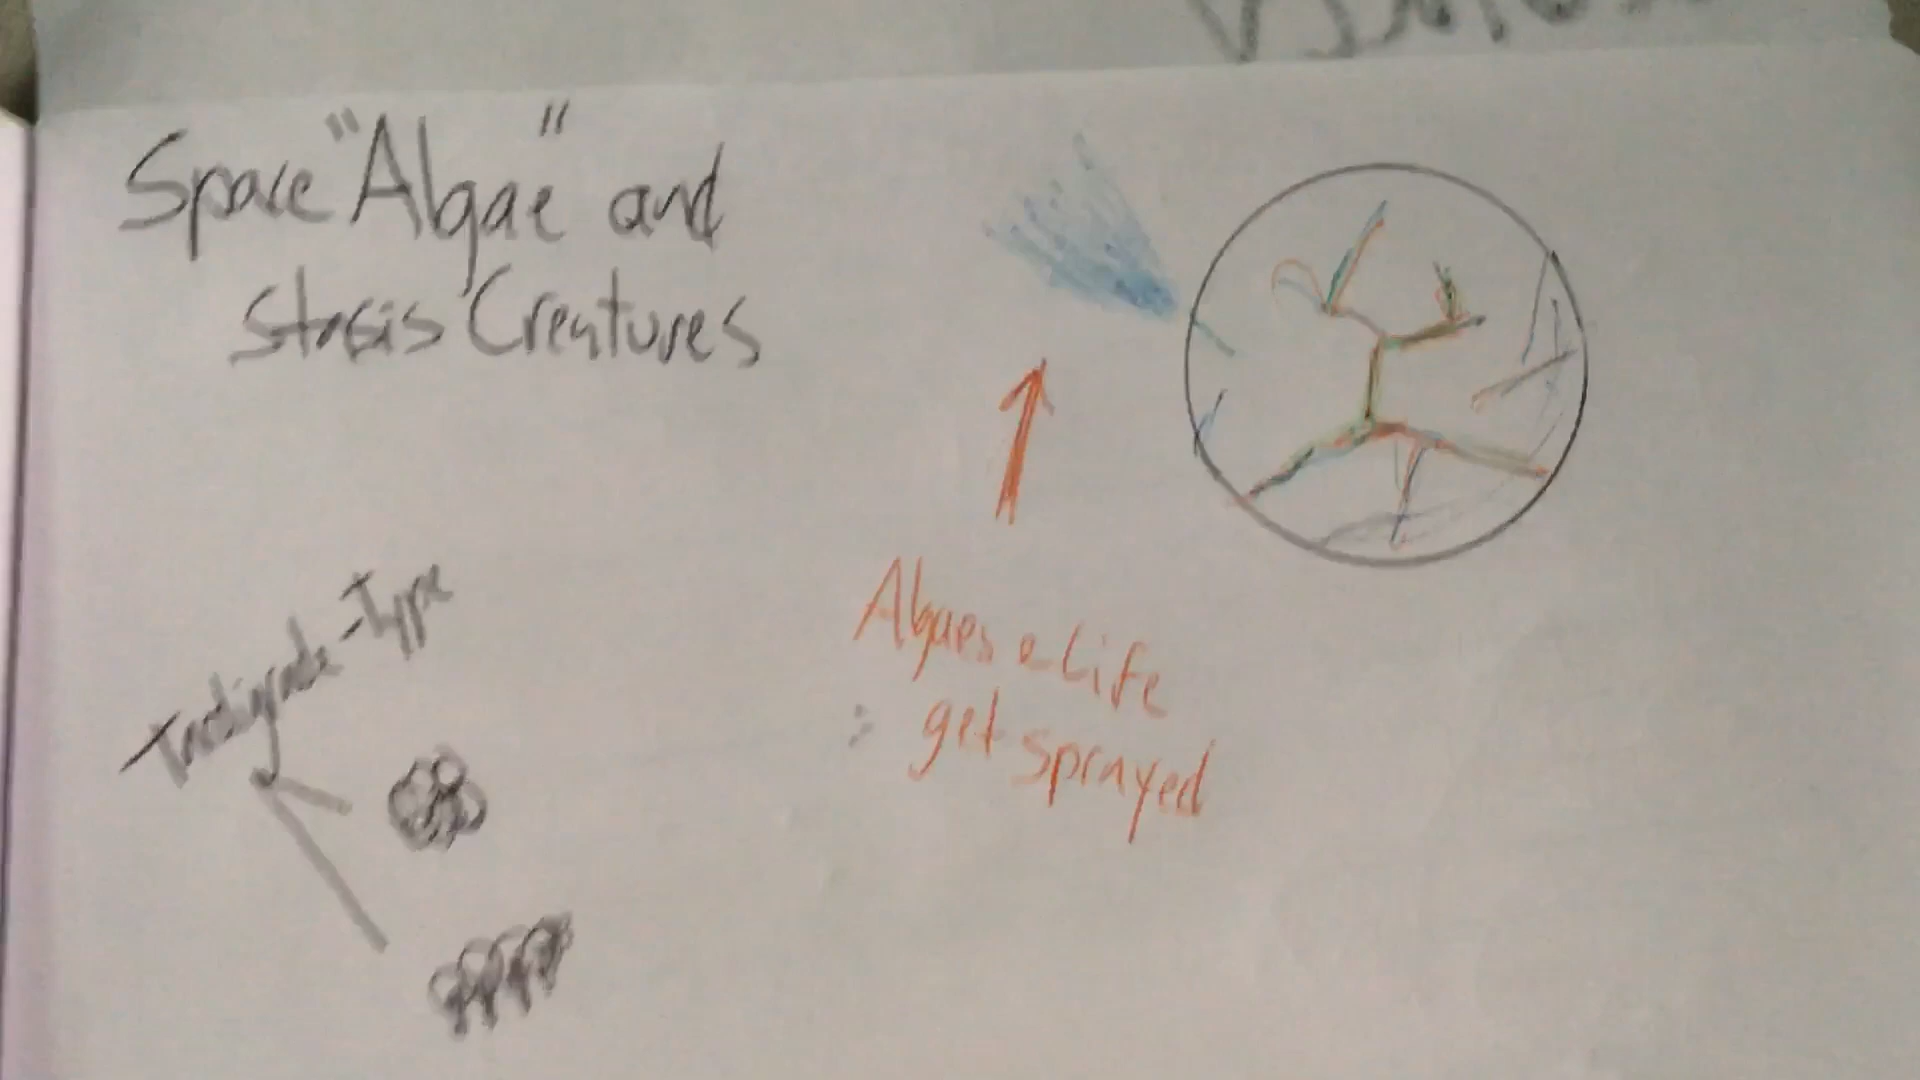 Space "Algae" and
Stasis Creatures
Tardigrade-Type
Algaes & Life
get sprayed